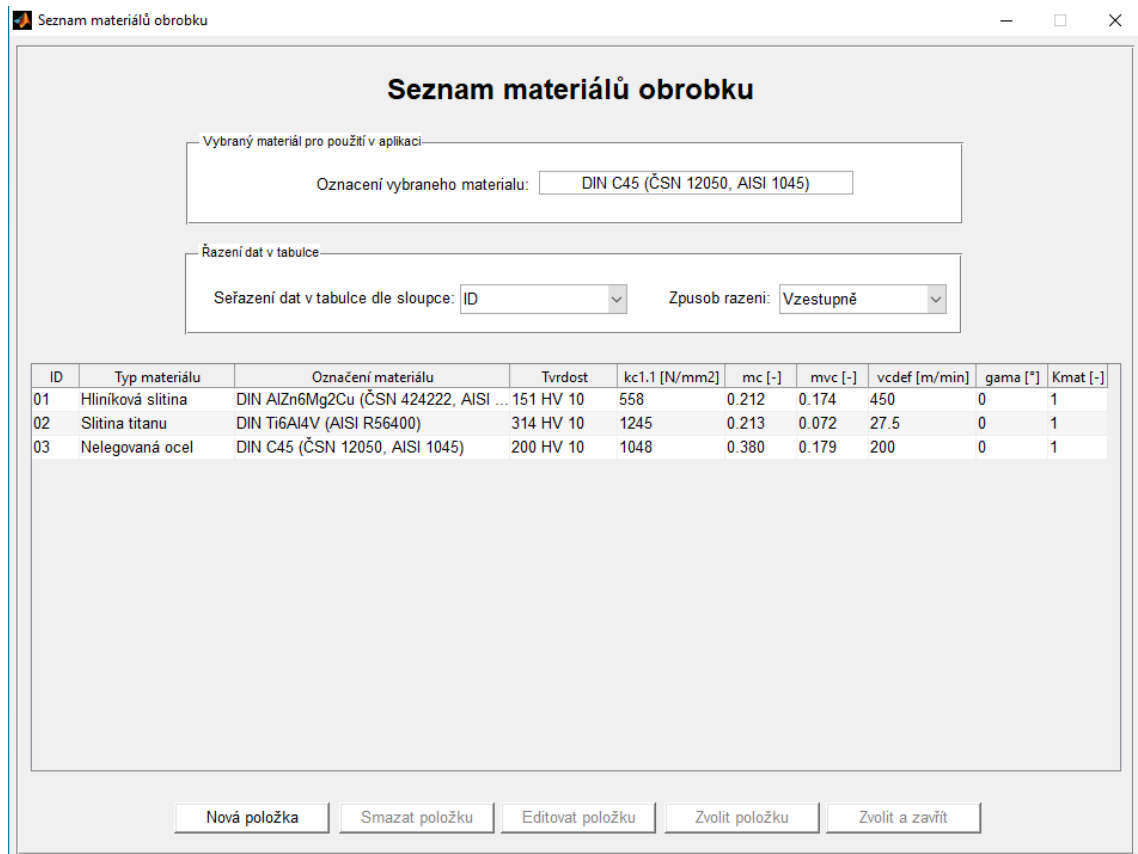 Seznam materiálů obrobku
Seznam materiálů obrobku
Vybraný materiál pro použití v aplikaci
Oznacení vybraneho materialu: DIN C45 (ČSN 12050, AISI 1045)
Řazení dat v tabulce
Seřazení dat v tabulce dle sloupce: ID Zpusob razeni: Vzestupně
ID Typ materiálu Označení materiálu Tvrdost kc1.1 [N/mm2] mc [-] mvc [-] vcdef [m/min] gama [°] Kmat [-]
01 Hliníková slitina DIN AlZn6Mg2Cu (ČSN 424222, AISI ... 151 HV 10 558 0.212 0.174 450 0 1
02 Slitina titanu DIN Ti6Al4V (AISI R56400) 314 HV 10 1245 0.213 0.072 27.5 0 1
03 Nelegovaná ocel DIN C45 (ČSN 12050, AISI 1045) 200 HV 10 1048 0.380 0.179 200 0 1
Nová položka Smazat položku Editovat položku Zvolit položku Zvolit a zavřít